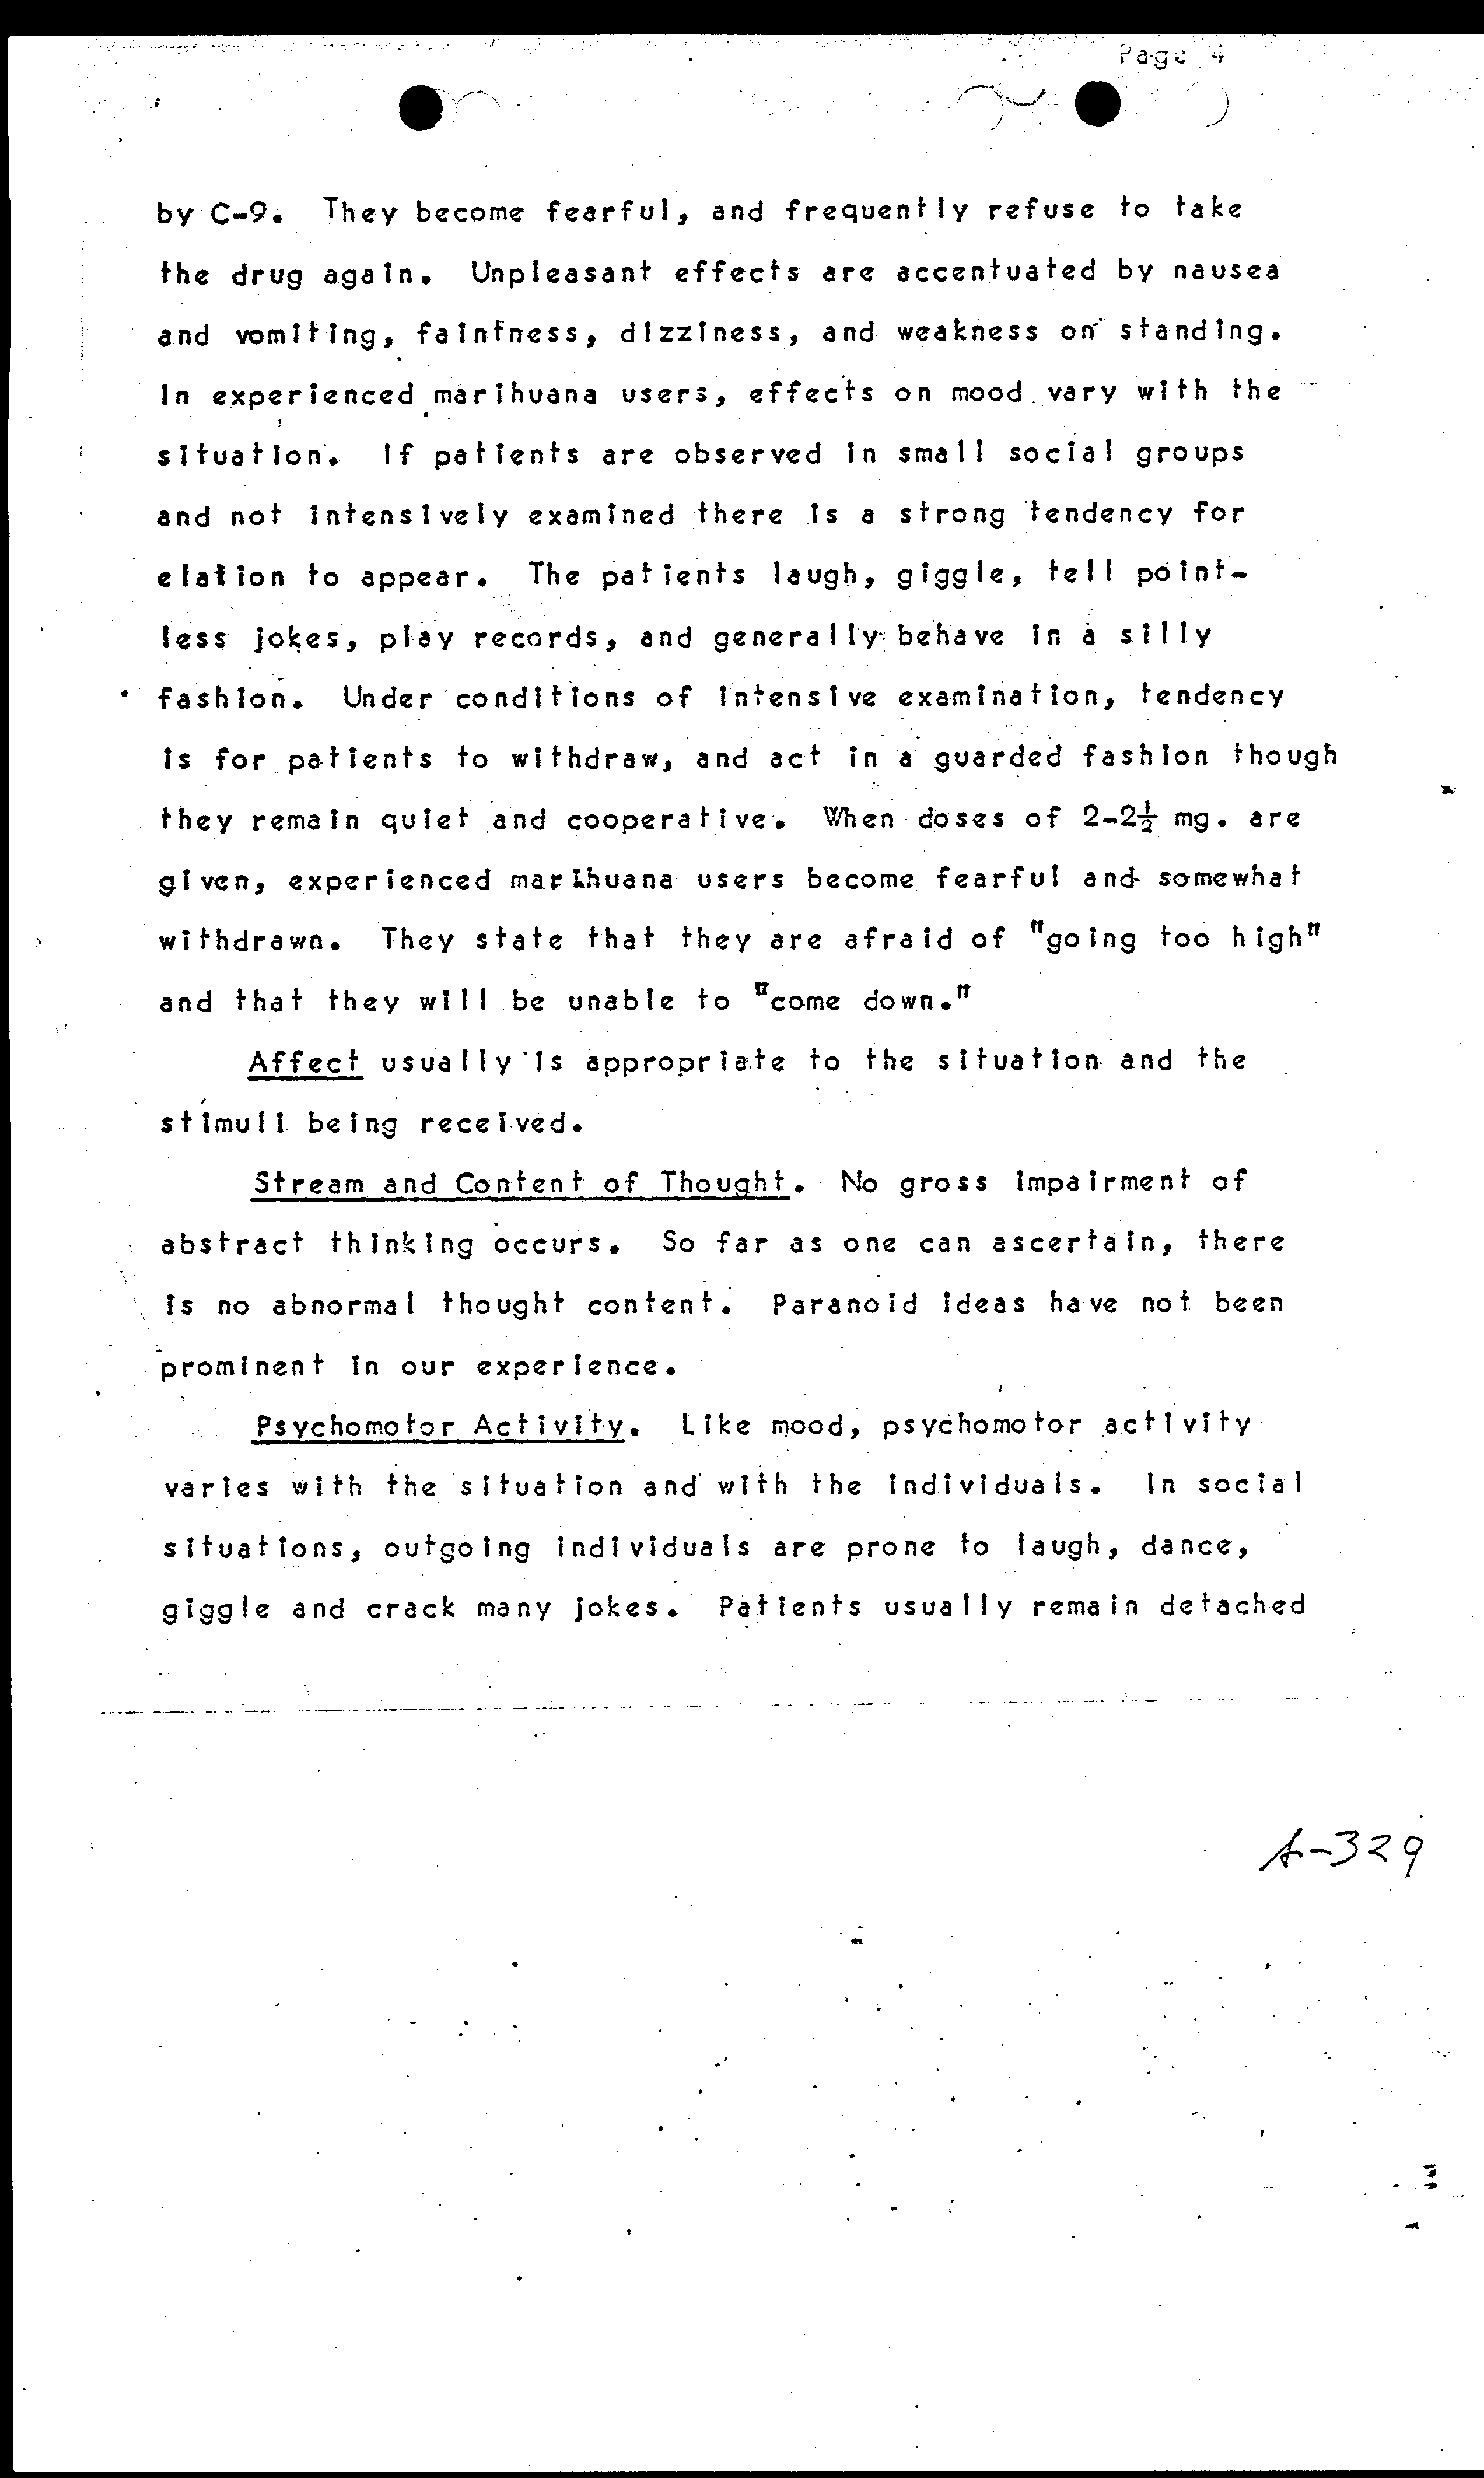 Page 4
by C-9. They become fearful, and frequently refuse to take
the drug again. Unpleasant effects are accentuated by nausea
and vomiting, faintness, dizziness, and weakness on standing.
In experienced marihuana users, effects on mood vary with the
situation. If patients are observed in small social groups
and not intensively examined there is a strong tendency for
elation to appear. The patients laugh, giggle, tell point-
less jokes, play records, and generally behave in a silly
fashion. Under conditions of intensive examination, tendency
is for patients to withdraw, and act in a guarded fashion though
they remain quiet and cooperative. When doses of 2-2½ mg. are
given, experienced marihuana users become fearful and somewhat
withdrawn. They state that they are afraid of "going too high"
and that they will be unable to "come down."
Affect usually is appropriate to the situation and the
stimuli being received.
Stream and Content of Thought. No gross impairment of
abstract thinking occurs. So far as one can ascertain, there
is no abnormal thought content. Paranoid ideas have not been
prominent in our experience.
Psychomotor Activity. Like mood, psychomotor activity
varies with the situation and with the individuals. In social
situations, outgoing individuals are prone to laugh, dance,
giggle and crack many jokes. Patients usually remain detached
A-329